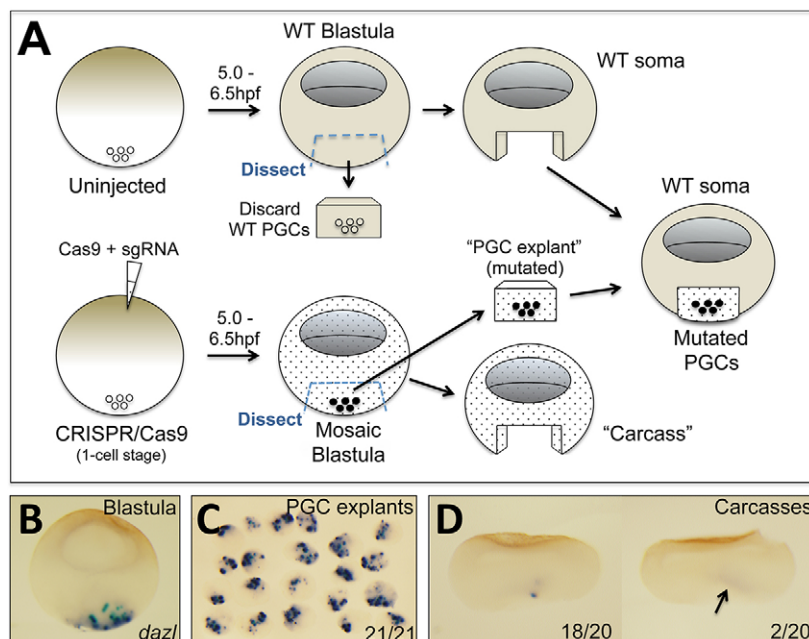 A
WT Blastula
WT soma
5.0 -
6.5hpf
Dissect
Uninjected
Discard
WT PGCs
WT soma
Cas9 + sgRNA
"PGC explant"
(mutated)
5.0 -
6.5hpf
Dissect
Mutated
PGCs
CRISPR/Cas9
(1-cell stage)
Mosaic
Blastula
"Carcass"
B
Blastula
dazl
C
PGC explants
21/21
D
Carcasses
18/20
2/20